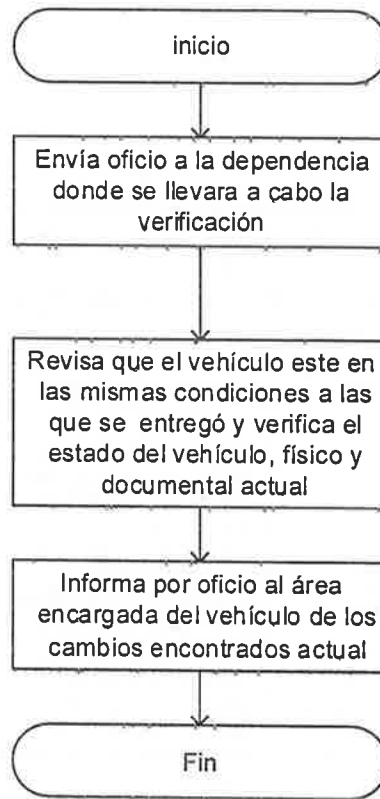 inicio
Envía oficio a la dependencia
donde se llevara a cabo la
verificación
Revisa que el vehículo este en
las mismas condiciones a las
que se entregó y verifica el
estado del vehículo, físico y
documental actual
Informa por oficio al área
encargada del vehículo de los
cambios encontrados actual
Fin